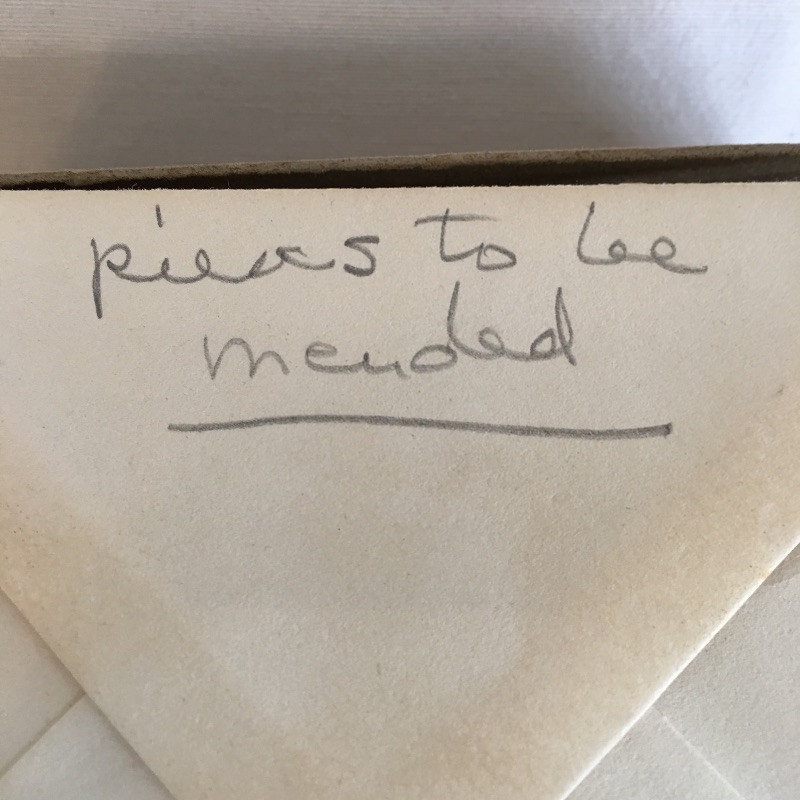 pieces to be
mended